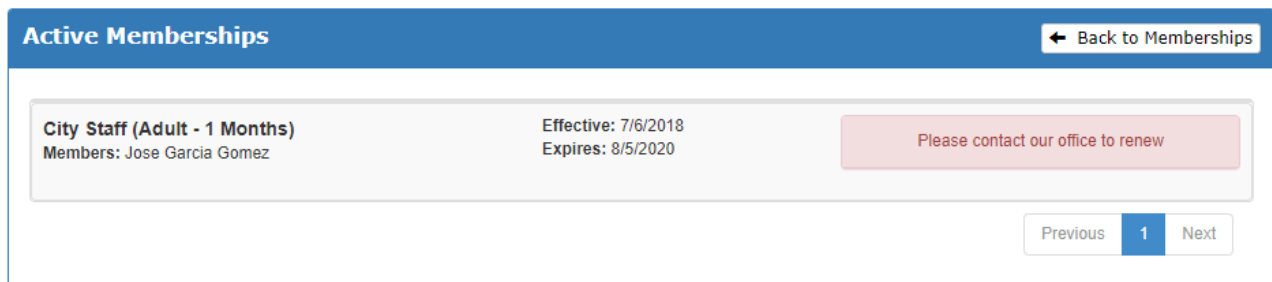 Active Memberships
← Back to Memberships
City Staff (Adult - 1 Months)
Members: Jose Garcia Gomez
Effective: 7/6/2018
Expires: 8/5/2020
Please contact our office to renew
Previous 1 Next